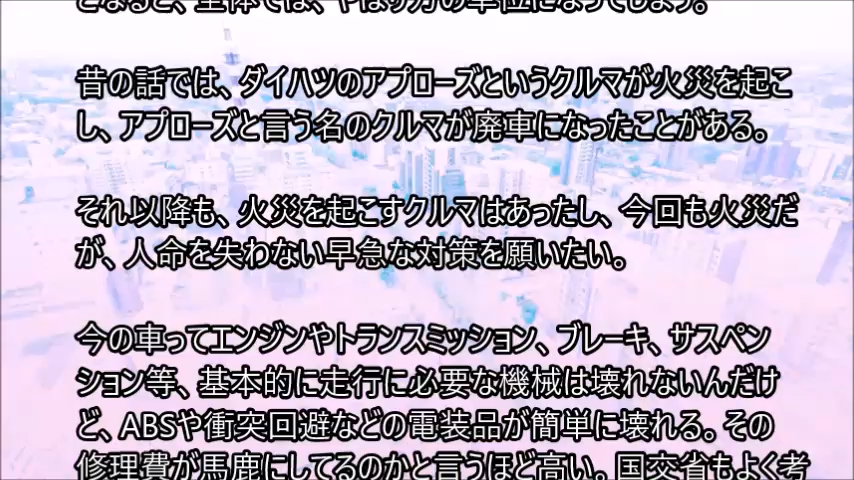 となると、全体では、やはり万の単位になってしまう。
昔の話では、ダイハツのアプローズというクルマが火災を起こ
し、アプローズと言う名のクルマが廃車になったことがある。
それ以降も、火災を起こすクルマはあったし、今回も火災だ
が、人命を失わない早急な対策を願いたい。
今の車ってエンジンやトランスミッション、ブレーキ、サスペン
ション等、基本的に走行に必要な機械は壊れないんだけ
ど、ABSや衝突回避などの電装品が簡単に壊れる。その
修理費が馬鹿にしてるのかと言うほど高い。国交省もよく考